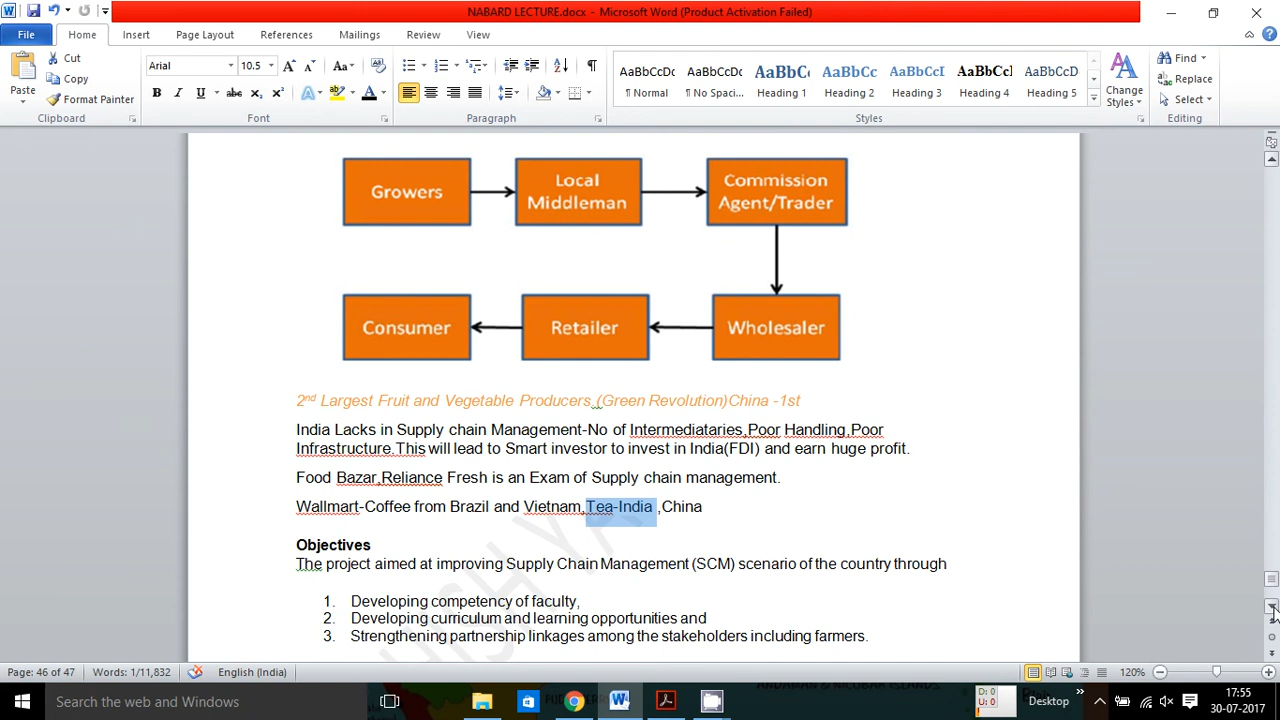 NABARD LECTURE.docx - Microsoft Word (Product Activation Failed)
File Home Insert Page Layout References Mailings Review View
Paste
Cut
Copy
Format Painter
Clipboard
Arial 10.5
Font
Paragraph
AaBbCcDc AaBbCcDc AaBbC AaBbCc AaBbCcI AaBbCc AaBbCcDc
¶ Normal ¶ No Spaci... Heading 1 Heading 2 Heading 3 Heading 4 Heading 5
Change
Styles
Styles
Find
Replace
Select
Editing
Growers
Local
Middleman
Commission
Agent/Trader
Consumer
Retailer
Wholesaler
2nd Largest Fruit and Vegetable Producers.(Green Revolution)China -1st
India Lacks in Supply chain Management-No of Intermediataries,Poor Handling,Poor
Infrastructure.This will lead to Smart investor to invest in India(FDI) and earn huge profit.
Food Bazar,Reliance Fresh is an Exam of Supply chain management.
Wallmart-Coffee from Brazil and Vietnam,Tea-India ,China
Objectives
The project aimed at improving Supply Chain Management (SCM) scenario of the country through
1. Developing competency of faculty,
2. Developing curriculum and learning opportunities and
3. Strengthening partnership linkages among the stakeholders including farmers.
Page: 46 of 47 Words: 1/11,832 English (India) 120%
Search the web and Windows
D: 0
U: 0
Desktop
17:55
30-07-2017